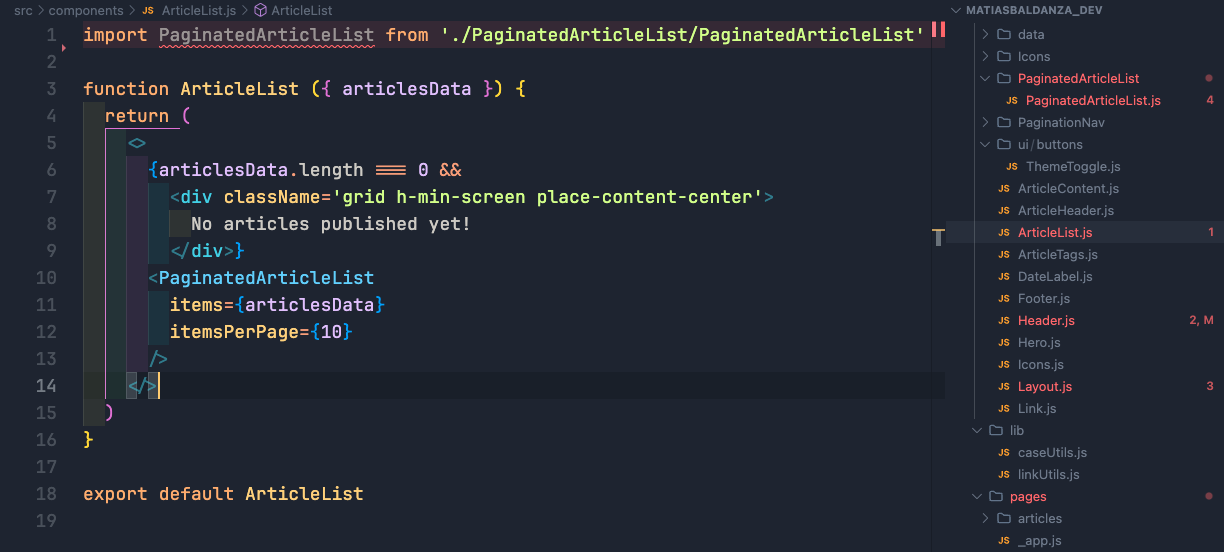 src > components > JS ArticleList.js > ArticleList
1 import PaginatedArticleList from './PaginatedArticleList/PaginatedArticleList'
2
3 function ArticleList ({ articlesData }) {
4 return (
5 <>
6 {articlesData.length === 0 &&
7 <div className='grid h-min-screen place-content-center'>
8 No articles published yet!
9 </div>}
10 <PaginatedArticleList
11 items={articlesData}
12 itemsPerPage={10}
13 />
14 </>
15 )
16 }
17
18 export default ArticleList
19
MATIASBALDANZA_DEV
data
Icons
PaginatedArticleList
JS PaginatedArticleList.js 4
PaginationNav
ui/buttons
JS ThemeToggle.js
JS ArticleContent.js
JS ArticleHeader.js
JS ArticleList.js 1
JS ArticleTags.js
JS DateLabel.js
JS Footer.js
JS Header.js 2, M
JS Hero.js
JS Icons.js
JS Layout.js 3
JS Link.js
lib
JS caseUtils.js
JS linkUtils.js
pages
articles
JS _app.js